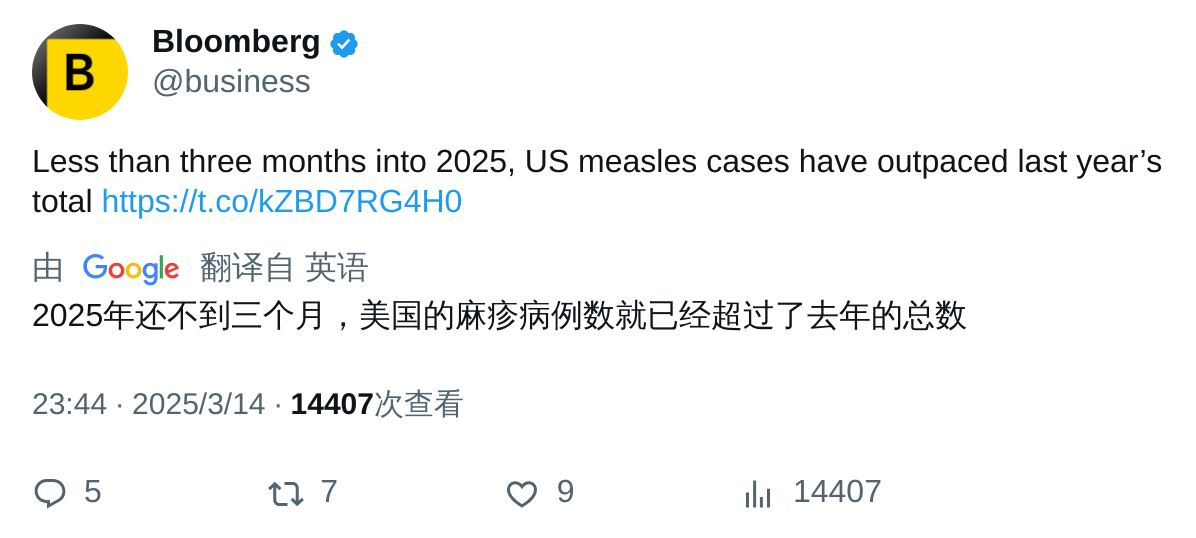 B
Bloomberg
@business
Less than three months into 2025, US measles cases have outpaced last year’s
total https://t.co/kZBD7RG4H0
由 Google 翻译自 英语
2025年还不到三个月，美国的麻疹病例数就已经超过了去年的总数
23:44 · 2025/3/14 · 14407次查看
5 7 9 14407